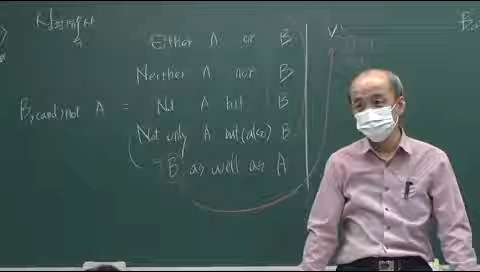 Either A or B
Neither A nor B
B, (and) not A = Not A but B
Not only A but (also) B
= B as well as A
V
B